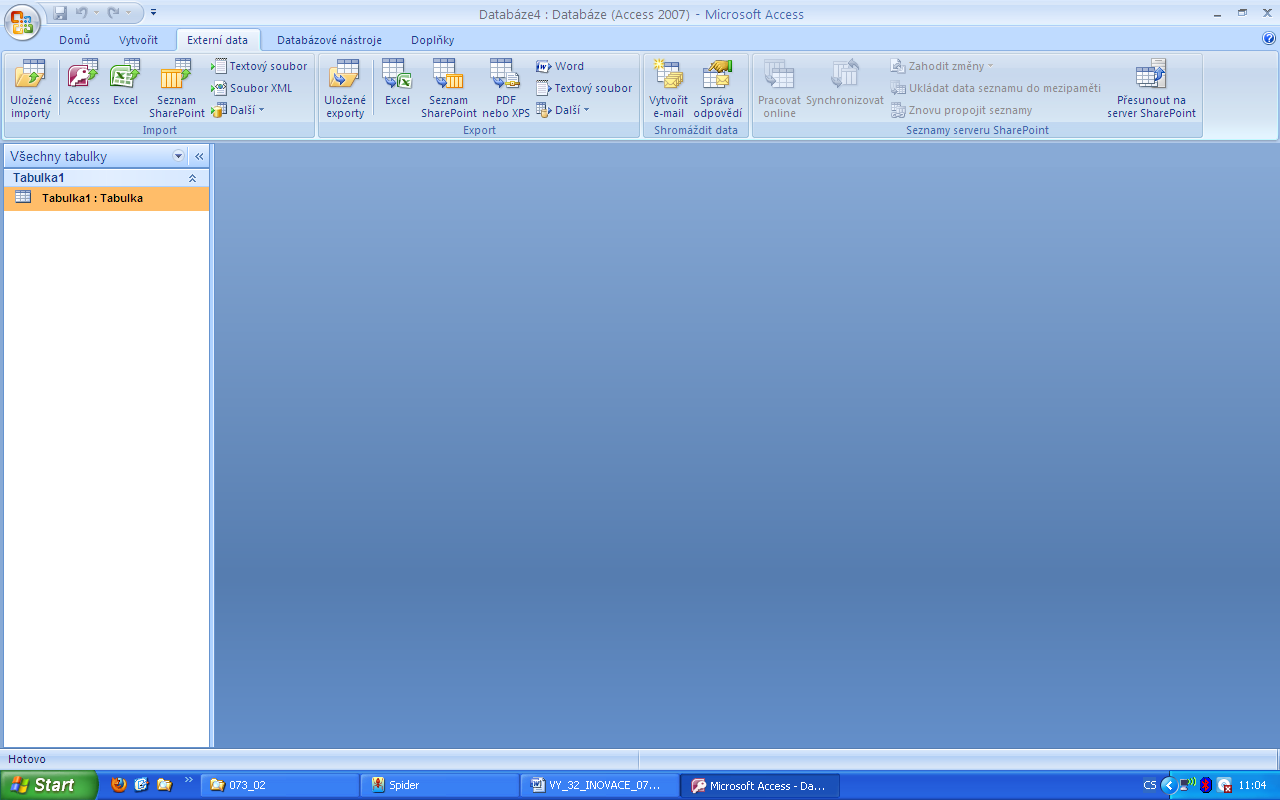 Databáze4 : Databáze (Access 2007) - Microsoft Access
Domů Vytvořit Externí data Databázové nástroje Doplňky
Uložené importy
Access
Excel
Seznam SharePoint
Textový soubor
Soubor XML
Další
Import
Uložené exporty
Excel
Seznam SharePoint
PDF nebo XPS
Word
Textový soubor
Další
Export
Vytvořit e-mail
Správa odpovědí
Shromáždit data
Pracovat online
Synchronizovat
Zahodit změny
Ukládat data seznamu do mezipaměti
Znovu propojit seznamy
Přesunout na server SharePoint
Seznamy serveru SharePoint
Všechny tabulky
Tabulka1
Tabulka1 : Tabulka
Hotovo
Start
073_02
Spider
VY_32_INOVACE_07...
Microsoft Access - Da...
CS
11:04